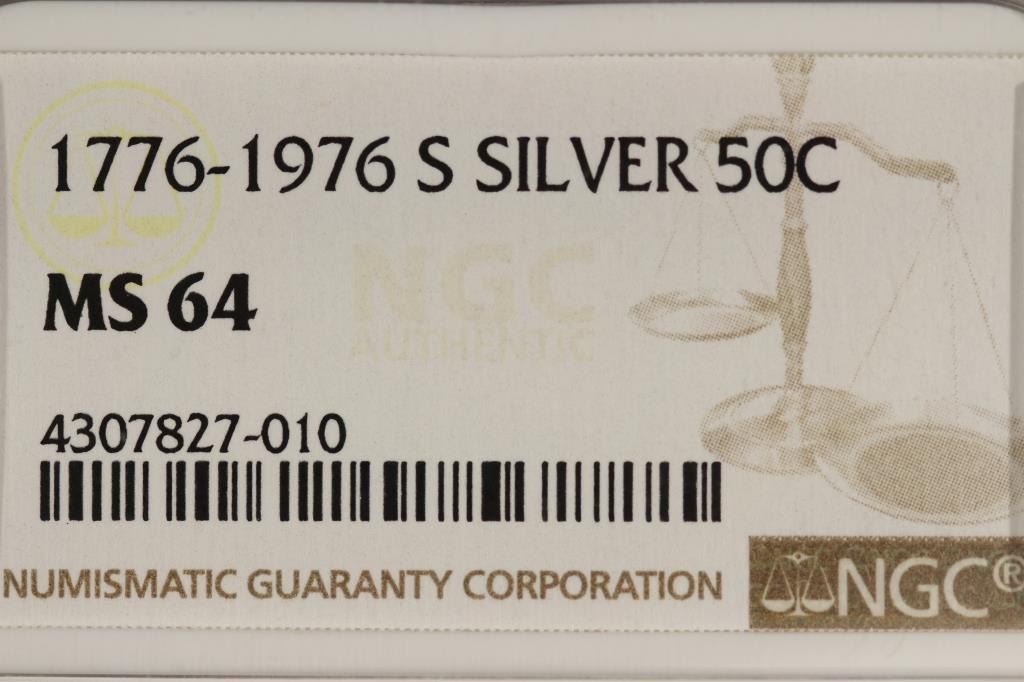 1776-1976 S SILVER 50C
MS 64
NGC
AUTHENTIC
4307827-010
NUMISMATIC GUARANTY CORPORATION
NGC®